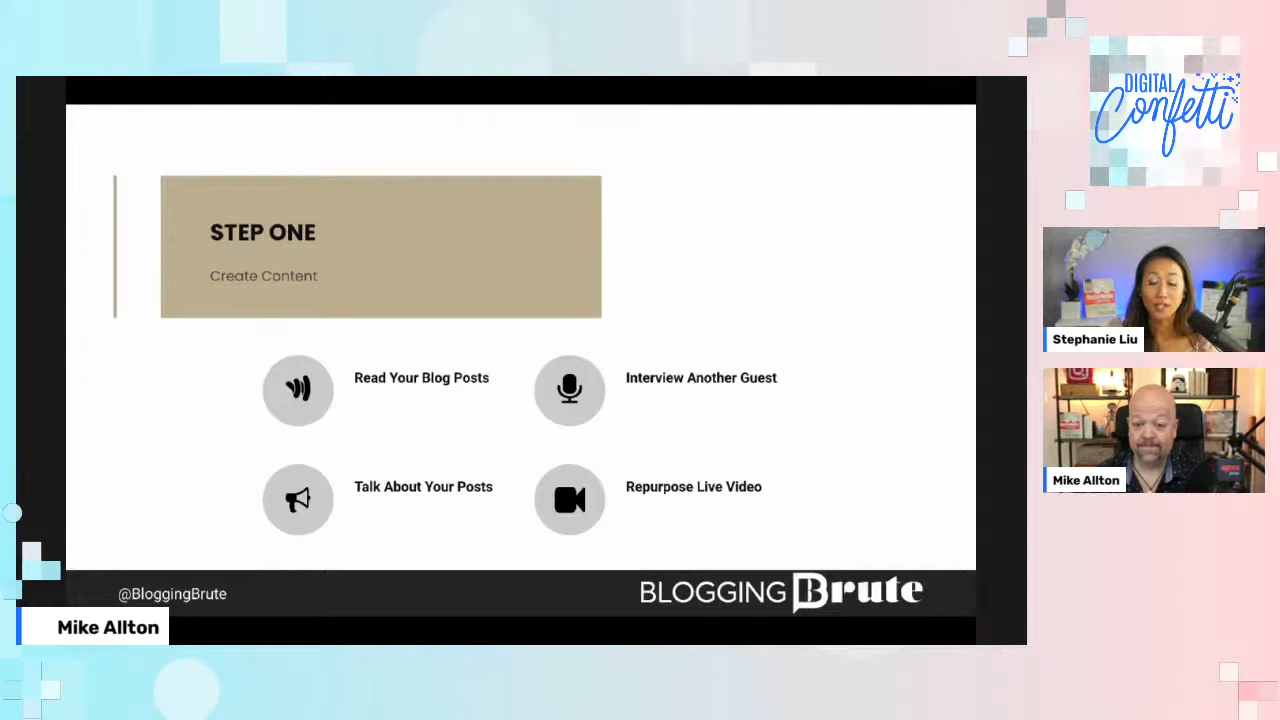 STEP ONE
Create Content
Read Your Blog Posts
Interview Another Guest
Talk About Your Posts
Repurpose Live Video
@BloggingBrute
BLOGGING Brute
Mike Allton
DIGITAL
Confetti
Stephanie Liu
Mike Allton